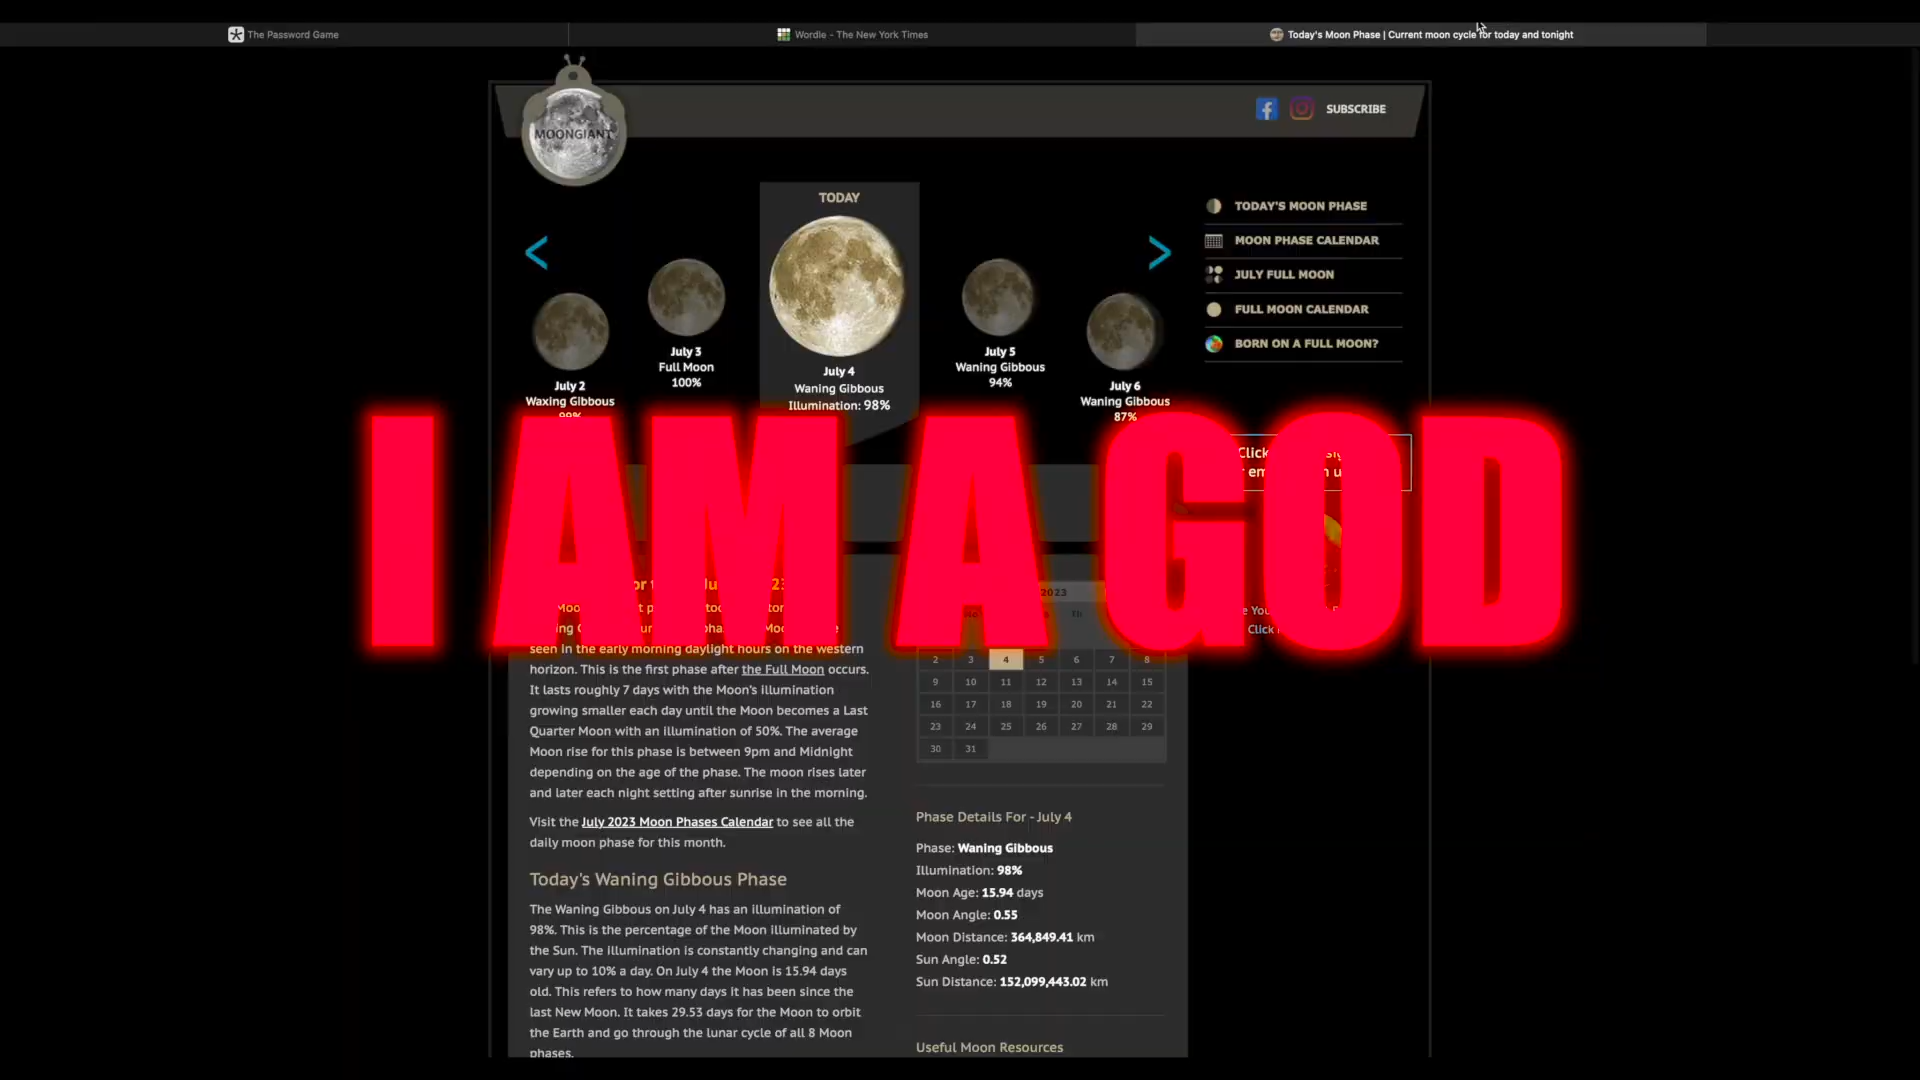 The Password Game
Wordle - The New York Times
Today's Moon Phase | Current moon cycle for today and tonight
MOONGIANT
SUBSCRIBE
TODAY
July 2
Waxing Gibbous
99%
July 3
Full Moon
100%
July 4
Waning Gibbous
Illumination: 98%
July 5
Waning Gibbous
94%
July 6
Waning Gibbous
87%
TODAY'S MOON PHASE
MOON PHASE CALENDAR
JULY FULL MOON
FULL MOON CALENDAR
BORN ON A FULL MOON?
Click
I AM A GOD
seen in the early morning daylight hours on the western
horizon. This is the first phase after the Full Moon occurs.
It lasts roughly 7 days with the Moon's illumination
growing smaller each day until the Moon becomes a Last
Quarter Moon with an illumination of 50%. The average
Moon rise for this phase is between 9pm and Midnight
depending on the age of the phase. The moon rises later
and later each night setting after sunrise in the morning.
Visit the July 2023 Moon Phases Calendar to see all the
daily moon phase for this month.
Today's Waning Gibbous Phase
The Waning Gibbous on July 4 has an illumination of
98%. This is the percentage of the Moon illuminated by
the Sun. The illumination is constantly changing and can
vary up to 10% a day. On July 4 the Moon is 15.94 days
old. This refers to how many days it has been since the
last New Moon. It takes 29.53 days for the Moon to orbit
the Earth and go through the lunar cycle of all 8 Moon
phases.
2023
Th
2 3 4 5 6 7 8
9 10 11 12 13 14 15
16 17 18 19 20 21 22
23 24 25 26 27 28 29
30 31
Phase Details For - July 4
Phase: Waning Gibbous
Illumination: 98%
Moon Age: 15.94 days
Moon Angle: 0.55
Moon Distance: 364,849.41 km
Sun Angle: 0.52
Sun Distance: 152,099,443.02 km
Useful Moon Resources
Click